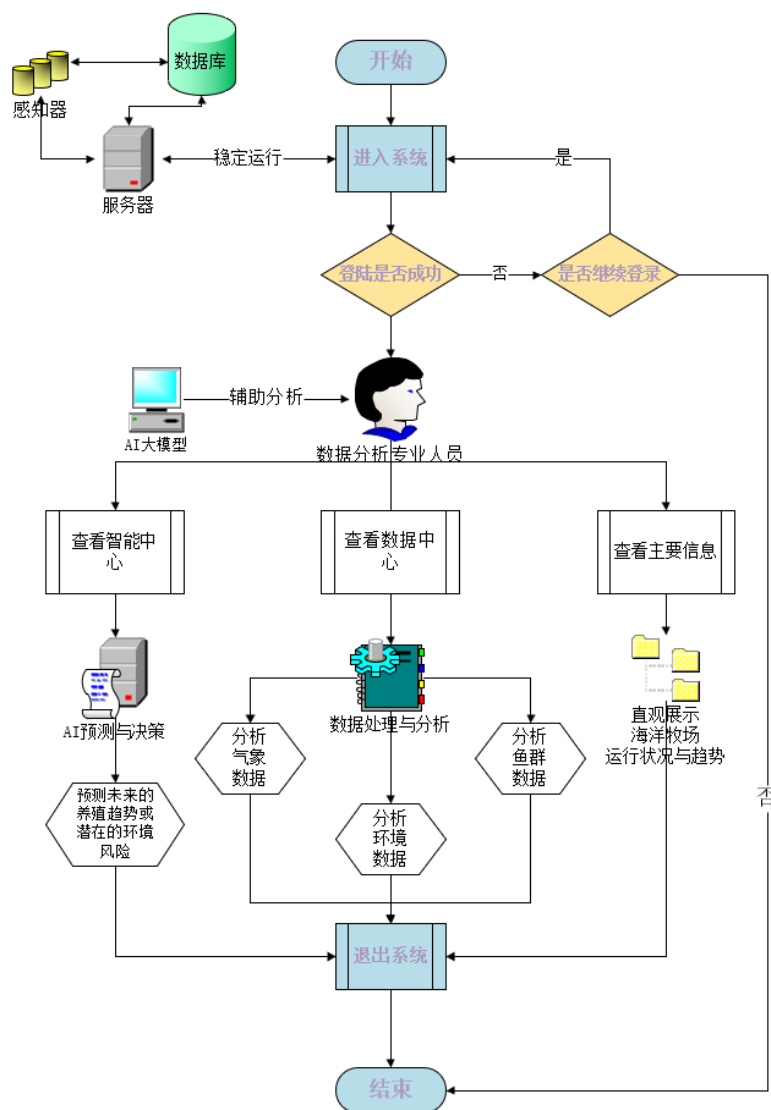 数据库
开始
感知器
稳定运行
进入系统
是
服务器
登陆是否成功
否
是否继续登录
辅助分析
AI大模型
数据分析专业人员
查看智能中
心
查看数据中
心
查看主要信息
AI预测与决策
数据处理与分析
直观展示
海洋牧场
运行状况与趋势
分析
气象
数据
分析
鱼群
数据
否
预测未来的
养殖趋势或
潜在的环境
风险
分析
环境
数据
退出系统
结束